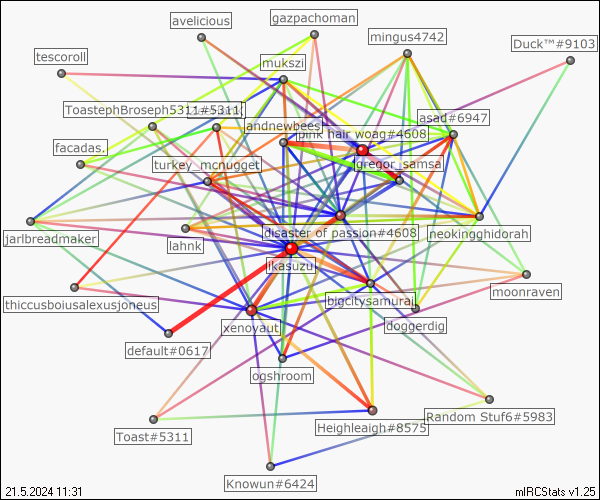 avelicious
gazpachoman
mingus4742
Duck™#9103
tescoroll
mukszi
ToastephBroseph5311#5311
asad#6947
andnewbees
pink hair woag#4608
facadas.
turkey_mcnugget
gregor_samsa
jarlbreadmaker
lahnk
disaster of passion#4608
neokingghidorah
ikasuzu
thiccusboiusalexusjoneus
bigcitysamurai
moonraven
xenoyaut
doggerdig
default#0617
ogshroom
Toast#5311
Heighleaigh#8575
Random Stuf6#5983
Knowun#6424
21.5.2024 11:31
mIRCStats v1.25